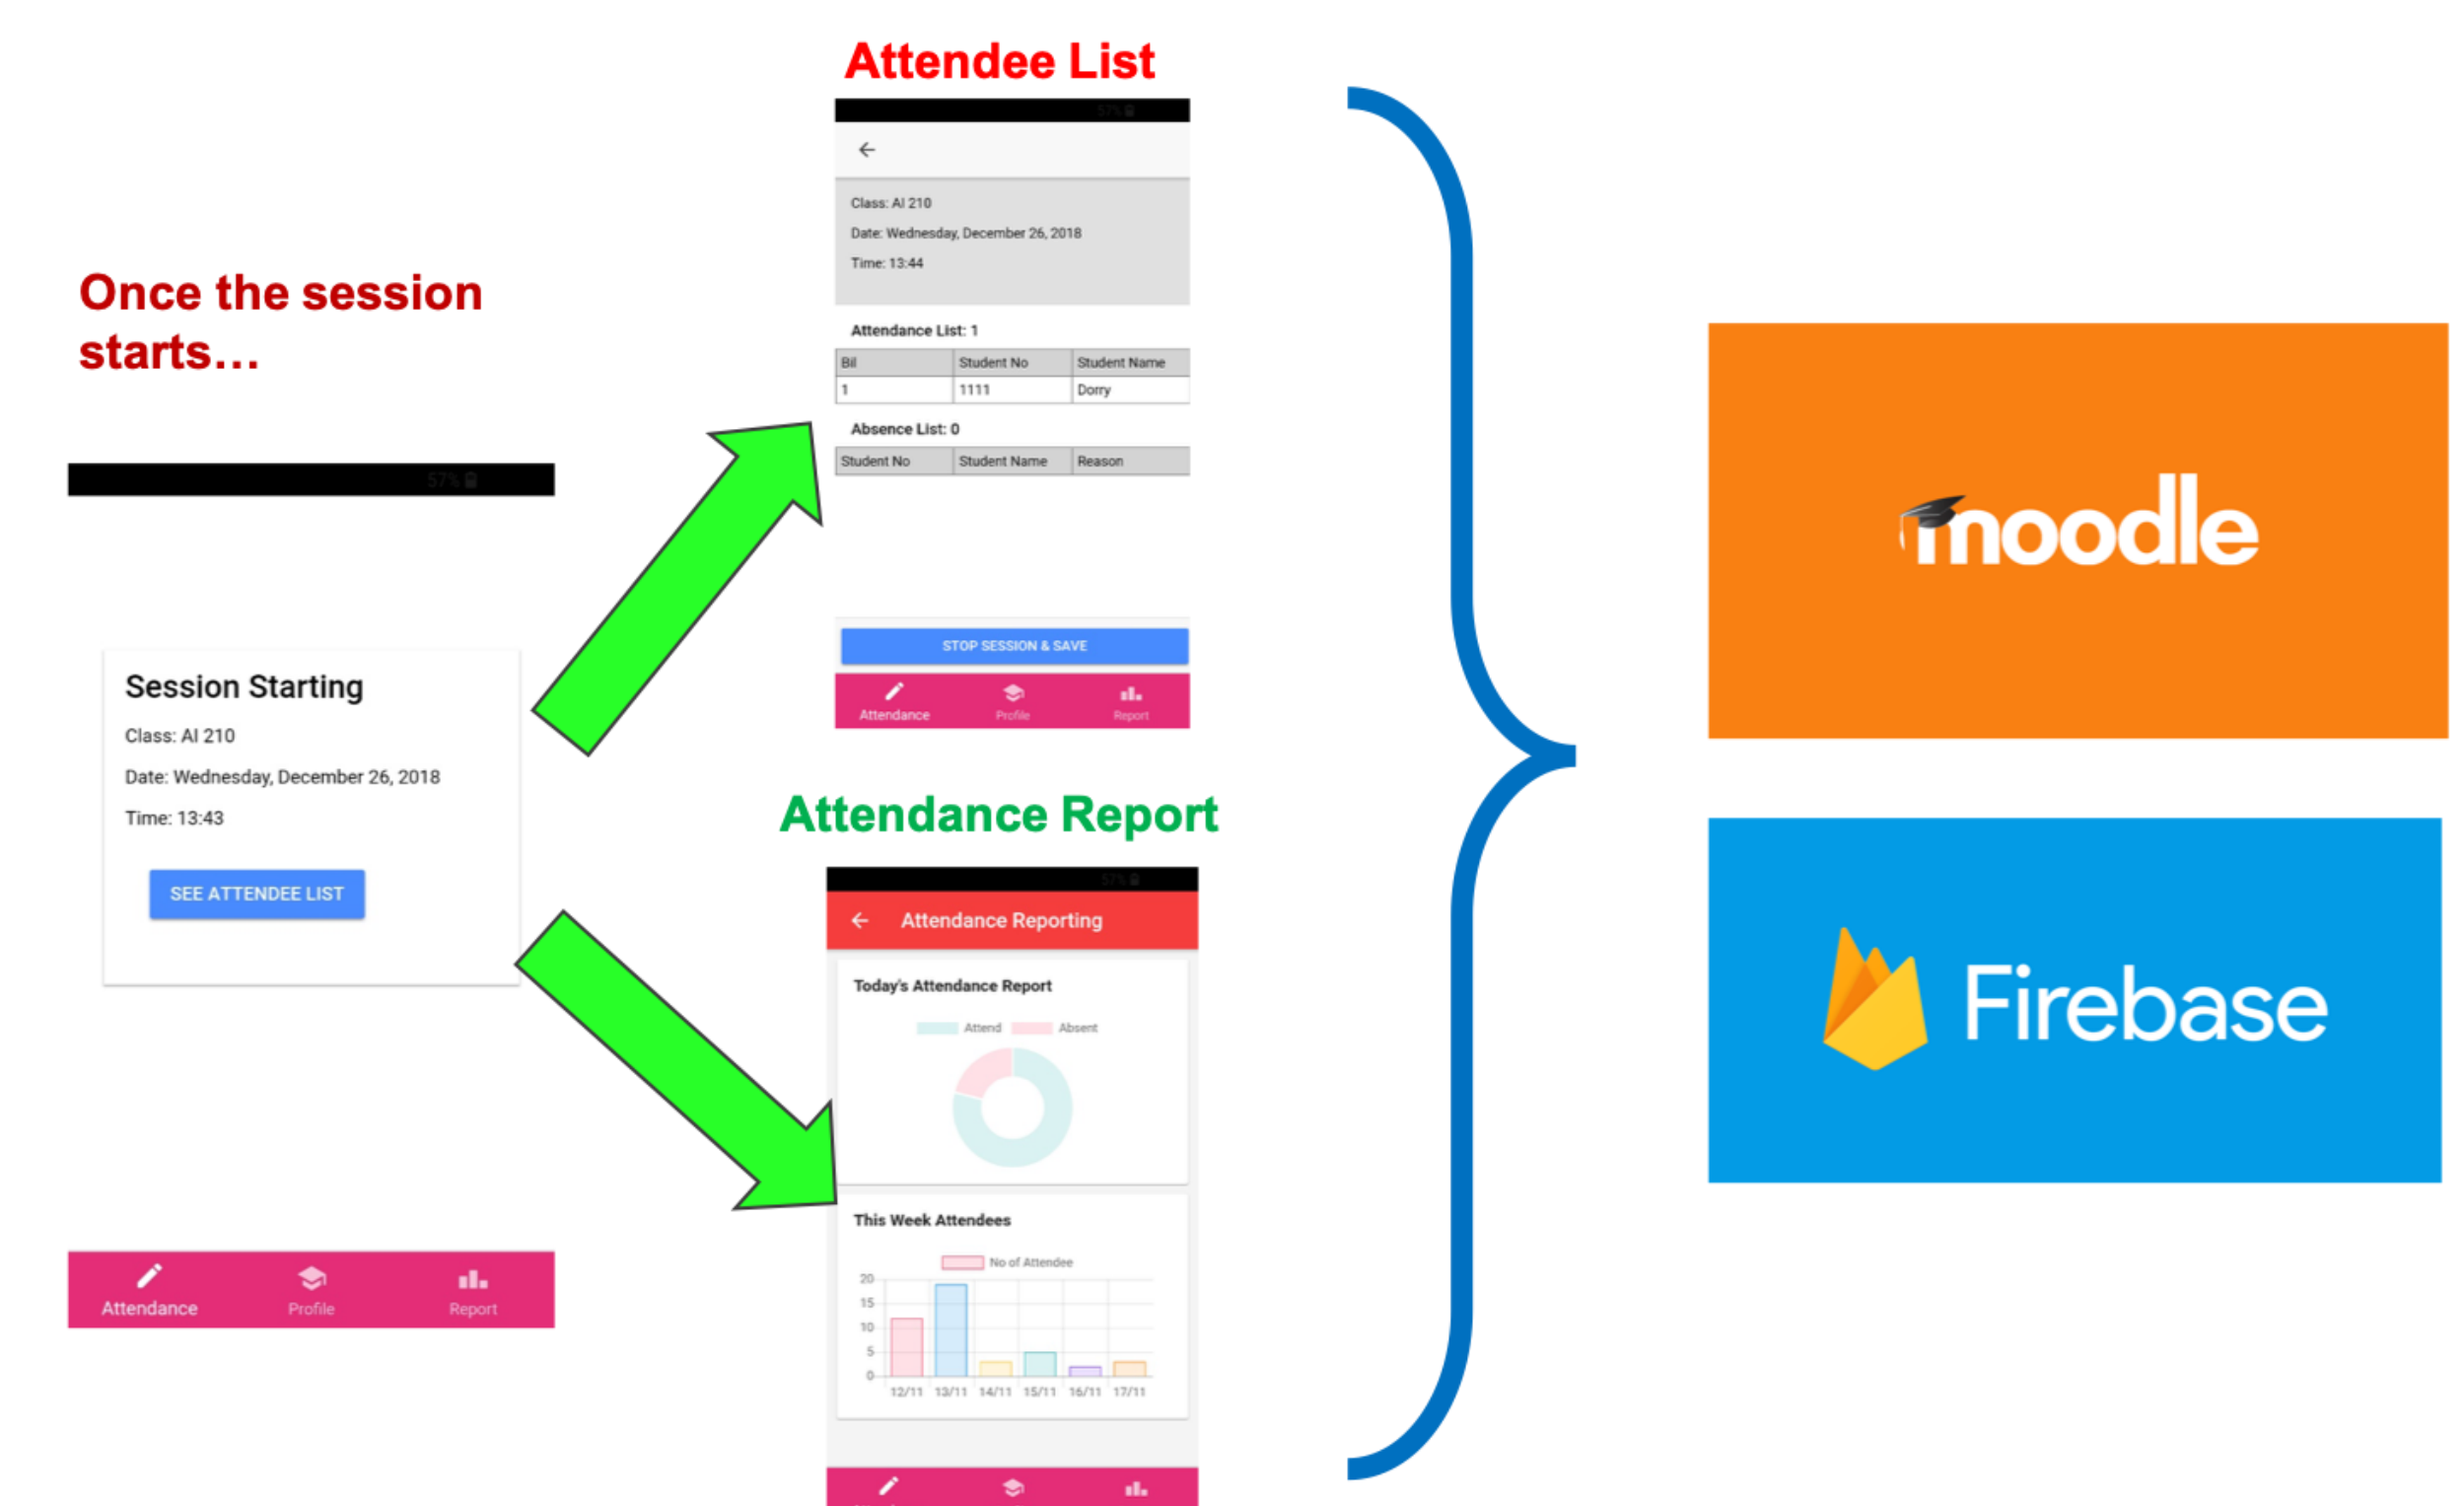 Once the session
starts...
57%
Session Starting
Class: AI 210
Date: Wednesday, December 26, 2018
Time: 13:43
SEE ATTENDEE LIST
Attendance Profile Report
Attendee List
57%
Class: AI 210
Date: Wednesday, December 26, 2018
Time: 13:44
Attendance List: 1
Bil Student No Student Name
1 1111 Dorry
Absence List: 0
Student No Student Name Reason
STOP SESSION & SAVE
Attendance Profile Report
Attendance Report
57%
Attendance Reporting
Today's Attendance Report
Attend Absent
This Week Attendees
No of Attendee
20
15
10
5
0
12/11 13/11 14/11 15/11 16/11 17/11
moodle
Firebase